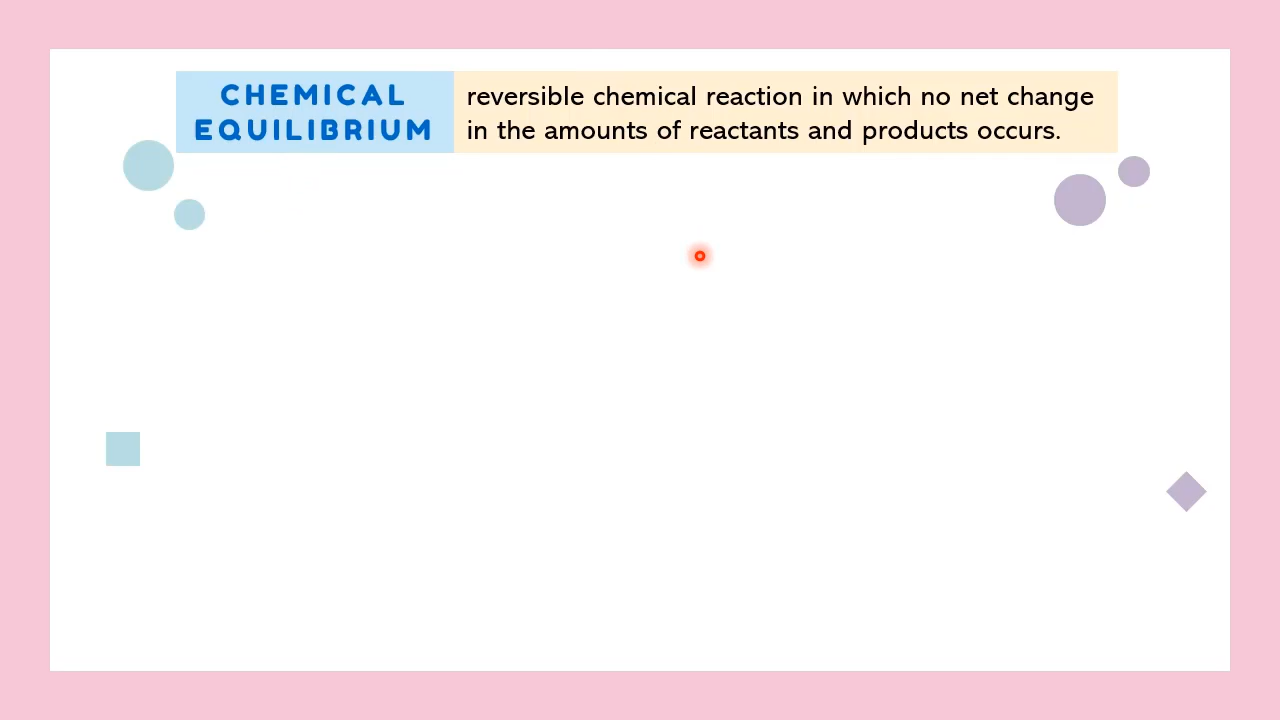 CHEMICAL
EQUILIBRIUM
reversible chemical reaction in which no net change
in the amounts of reactants and products occurs.